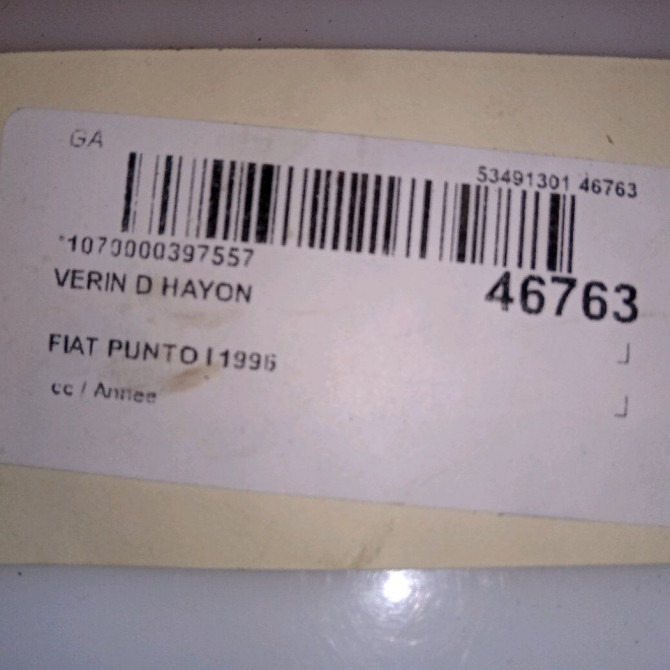 GA
53491301 46763
*1070000397557
46763
VERIN D HAYON
FIAT PUNTO I 1996
cc / Annee